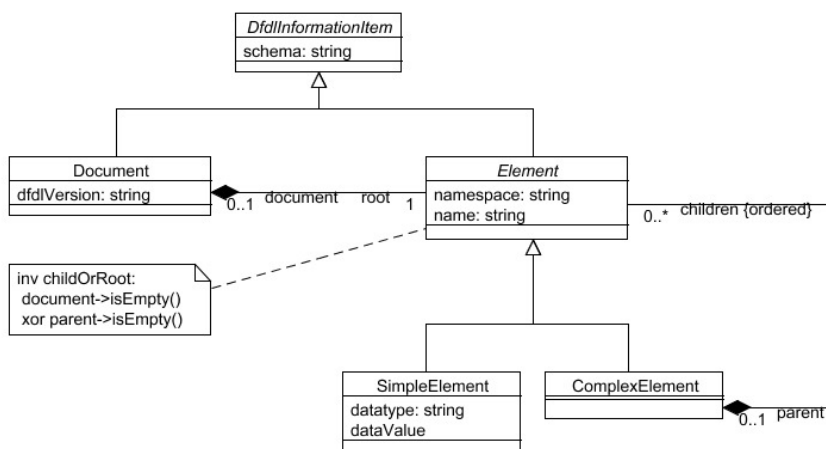 DfdlInformationItem
schema: string
Document
dfdlVersion: string
0..1 document root 1
Element
namespace: string
name: string
0..* children {ordered}
inv childOrRoot:
document->isEmpty()
xor parent->isEmpty()
SimpleElement
datatype: string
dataValue
ComplexElement
0..1 parent